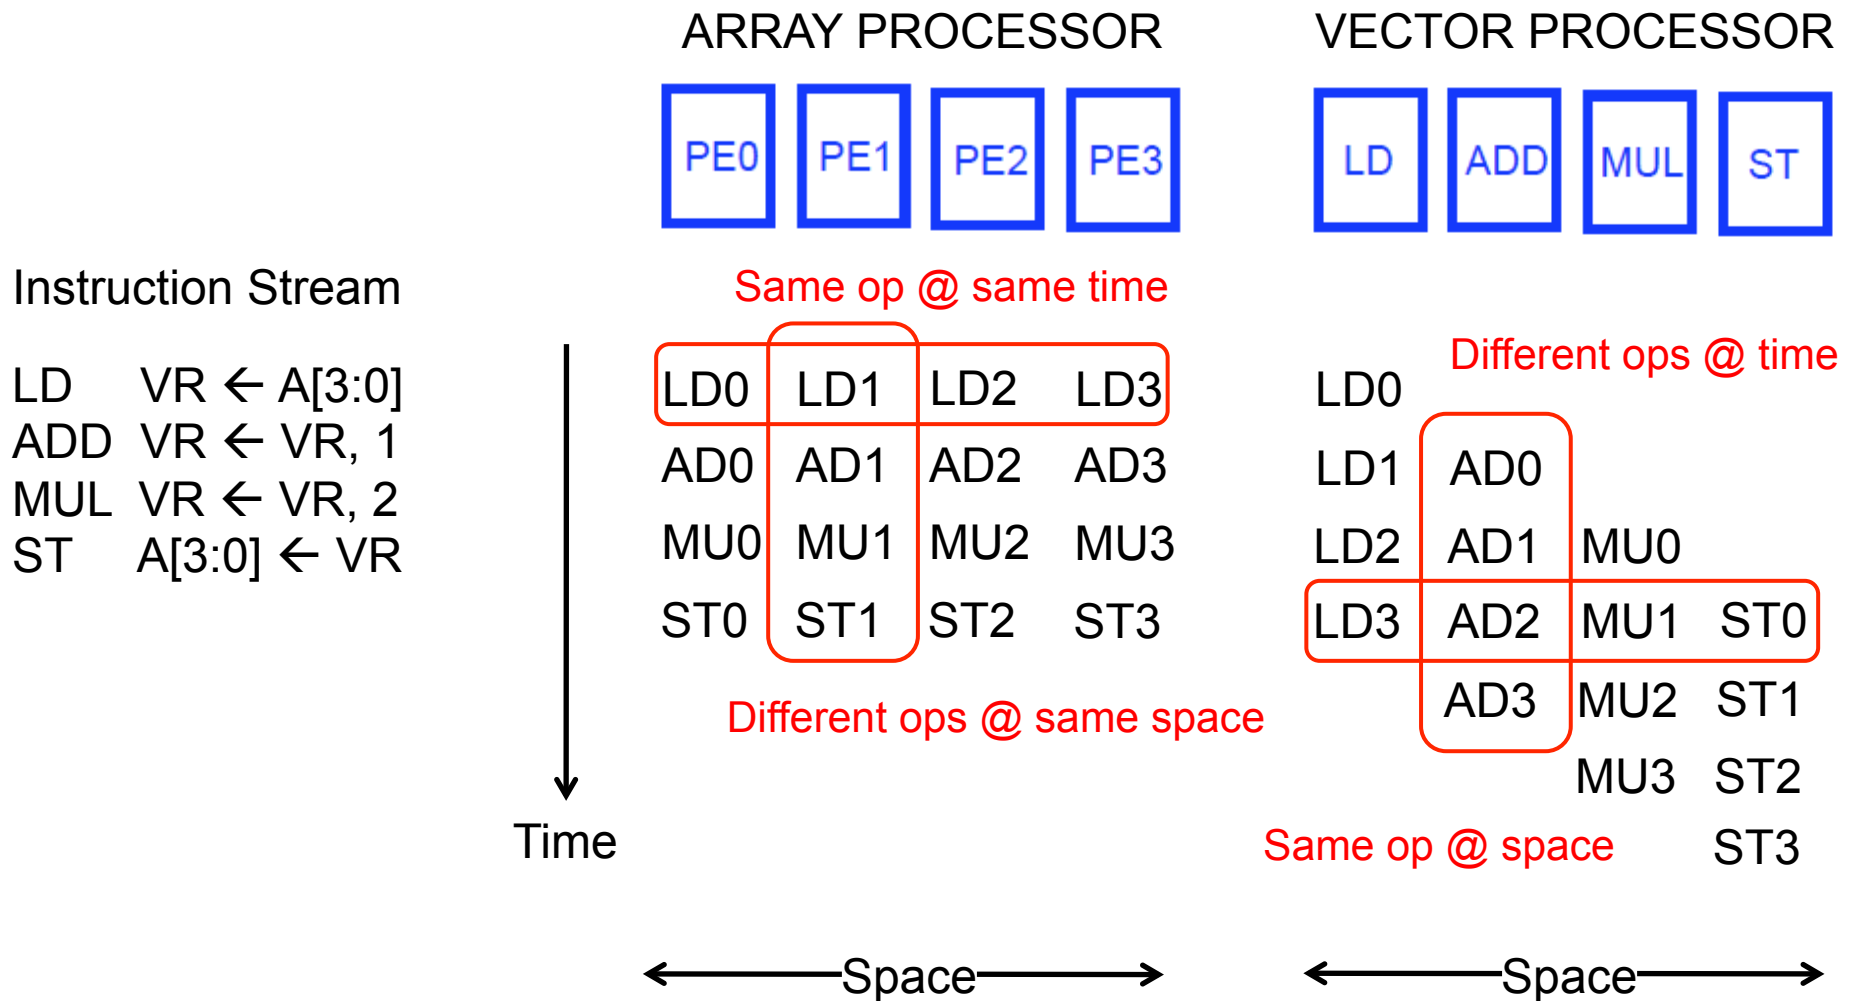 ARRAY PROCESSOR VECTOR PROCESSOR
PE0 PE1 PE2 PE3 LD ADD MUL ST
Instruction Stream
Same op @ same time
Different ops @ time
LD VR ← A[3:0]
ADD VR ← VR, 1
MUL VR ← VR, 2
ST A[3:0] ← VR
LD0 LD1 LD2 LD3
AD0 AD1 AD2 AD3
MU0 MU1 MU2 MU3
ST0 ST1 ST2 ST3
Different ops @ same space
LD0
LD1 AD0
LD2 AD1 MU0
LD3 AD2 MU1 ST0
AD3 MU2 ST1
MU3 ST2
ST3
Same op @ space
Time
Space
Space